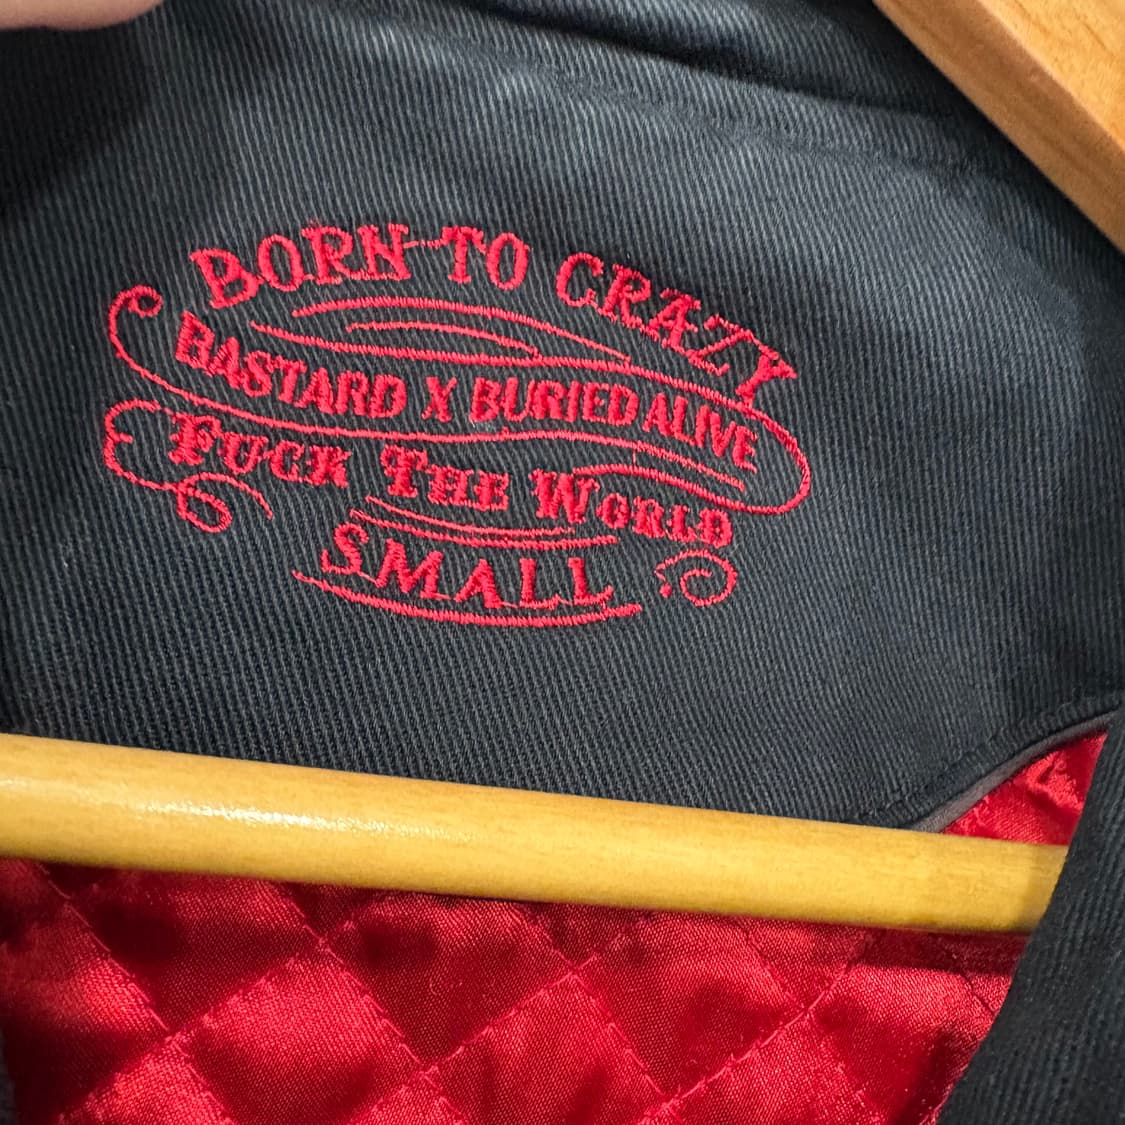 BORN TO CRAZY
BASTARD X BURIED ALIVE
FUCK THE WORLD
SMALL